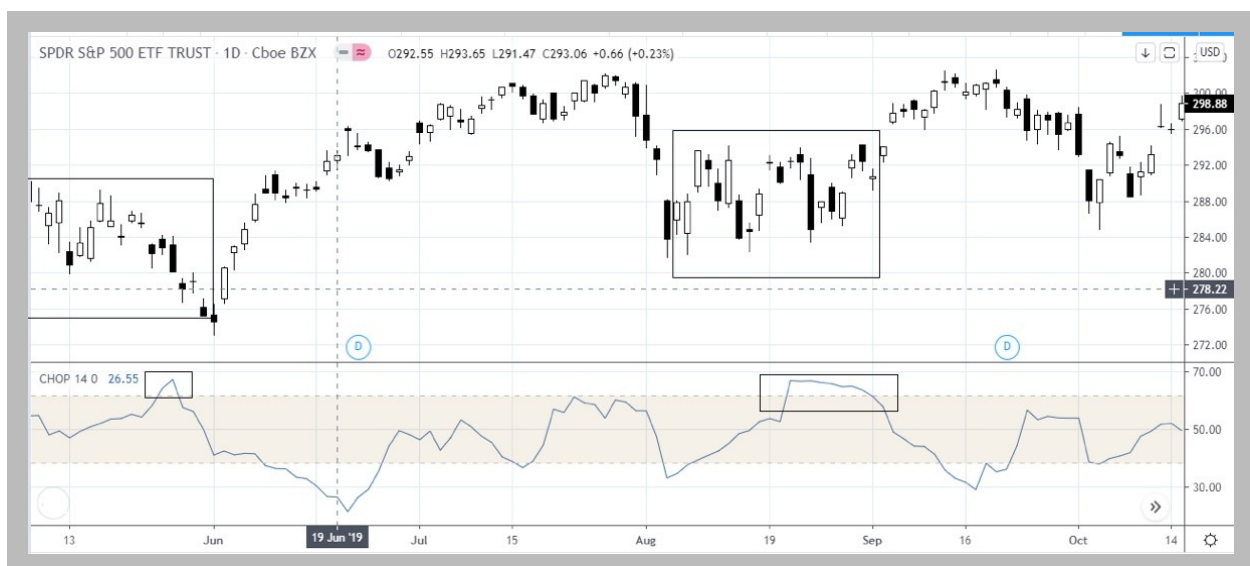 SPDR S&P 500 ETF TRUST · 1D · Cboe BZX O292.55 H293.65 L291.47 C293.06 +0.66 (+0.23%)
USD
300.00
298.88
296.00
292.00
288.00
284.00
280.00
278.22
276.00
272.00
D D
CHOP 14 0 26.55
70.00
50.00
30.00
13 Jun 19 Jun '19 Jul 15 Aug 19 Sep 16 Oct 14